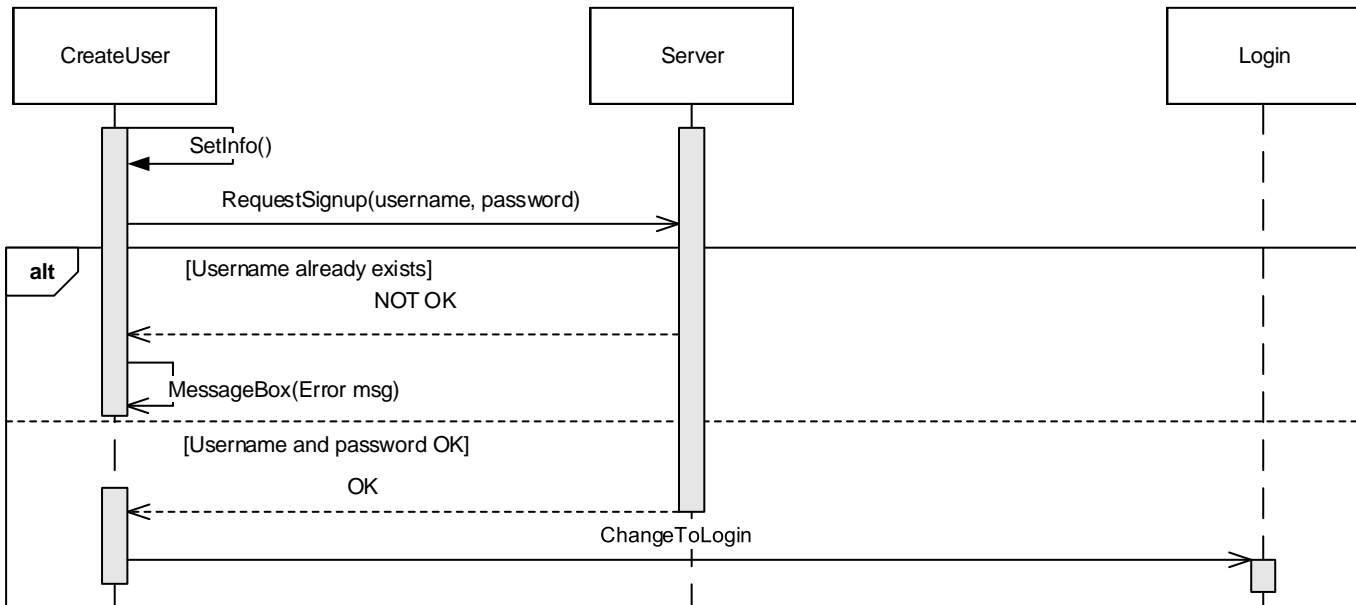 CreateUser
Server
Login
SetInfo()
RequestSignup(username, password)
alt
[Username already exists]
NOT OK
MessageBox(Error msg)
[Username and password OK]
OK
ChangeToLogin